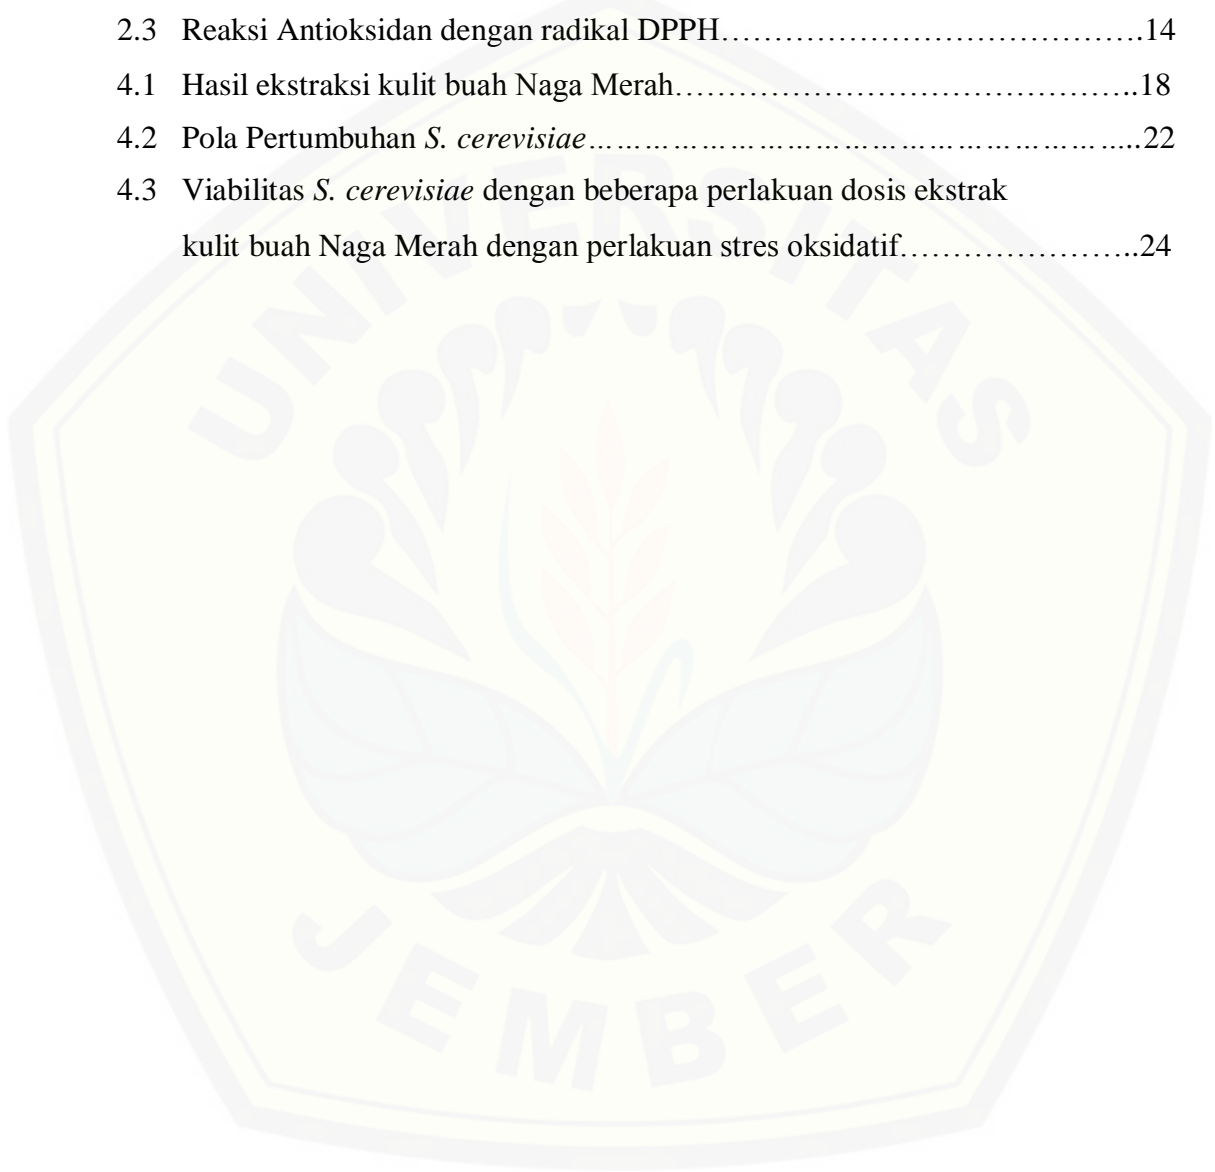 2.3 Reaksi Antioksidan dengan radikal DPPH………………………………….14
4.1 Hasil ekstraksi kulit buah Naga Merah……………………………………..18
4.2 Pola Pertumbuhan S. cerevisiae……………………………………………..22
4.3 Viabilitas S. cerevisiae dengan beberapa perlakuan dosis ekstrak
kulit buah Naga Merah dengan perlakuan stres oksidatif…………………..24
UNIVERSITAS
JEMBER